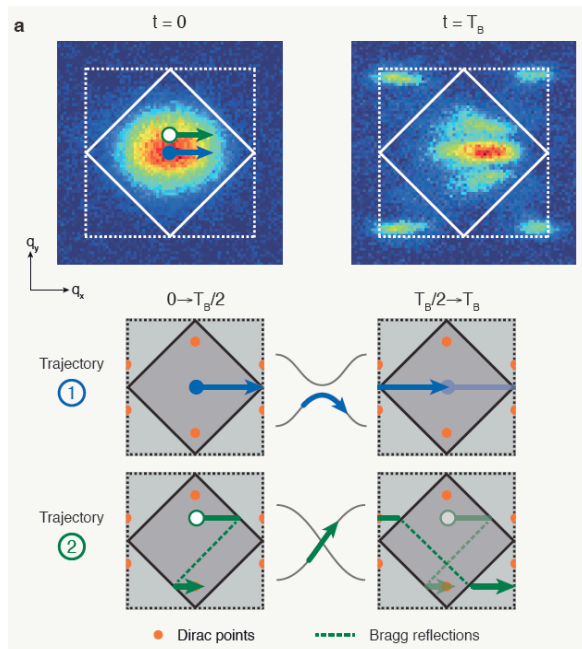 a
t = 0
t = T_B
q_y
q_x
0→T_B/2
T_B/2→T_B
Trajectory
1
Trajectory
2
Dirac points
Bragg reflections